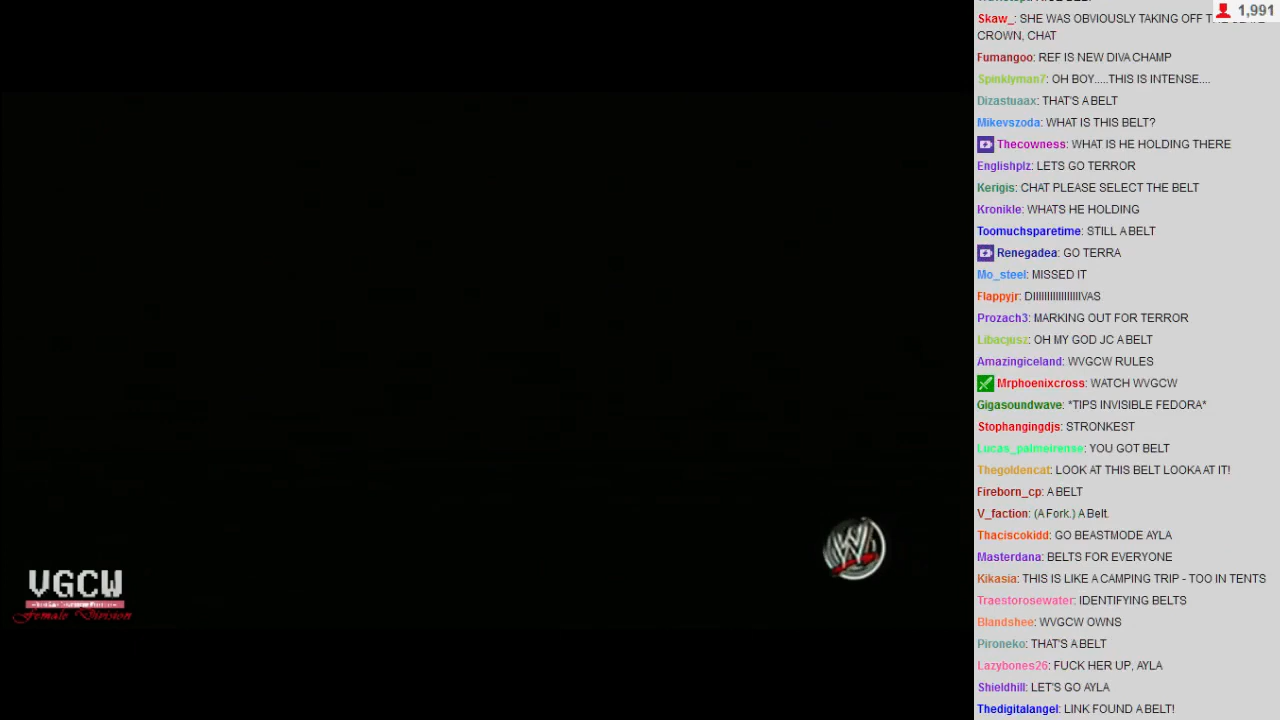 1,991
Skaw_: SHE WAS OBVIOUSLY TAKING OFF
CROWN, CHAT
Fumangoo: REF IS NEW DIVA CHAMP
Spinklyman7: OH BOY.....THIS IS INTENSE....
Dizastuaax: THAT'S A BELT
Mikevszoda: WHAT IS THIS BELT?
Thecowness: WHAT IS HE HOLDING THERE
Englishplz: LETS GO TERROR
Kerigis: CHAT PLEASE SELECT THE BELT
Kronikle: WHATS HE HOLDING
Toomuchsparetime: STILL A BELT
Renegadea: GO TERRA
Mo_steel: MISSED IT
Flappyjr: DIIIIIIIIIIIIIIIIIVAS
Prozach3: MARKING OUT FOR TERROR
Libacjusz: OH MY GOD JC A BELT
Amazingiceland: WVGCW RULES
Mrphoenixcross: WATCH WVGCW
Gigasoundwave: *TIPS INVISIBLE FEDORA*
Stophangingdjs: STRONKEST
Lucas_palmeirense: YOU GOT BELT
Thegoldencat: LOOK AT THIS BELT LOOKA AT IT!
Fireborn_cp: A BELT
V_faction: (A Fork.) A Belt.
Thaciscokidd: GO BEASTMODE AYLA
Masterdana: BELTS FOR EVERYONE
Kikasia: THIS IS LIKE A CAMPING TRIP - TOO IN TENTS
Traestorosewater: IDENTIFYING BELTS
Blandshee: WVGCW OWNS
Pironeko: THAT'S A BELT
Lazybones26: FUCK HER UP, AYLA
Shieldhill: LET'S GO AYLA
Thedigitalangel: LINK FOUND A BELT!
W
VGCW
Female Division